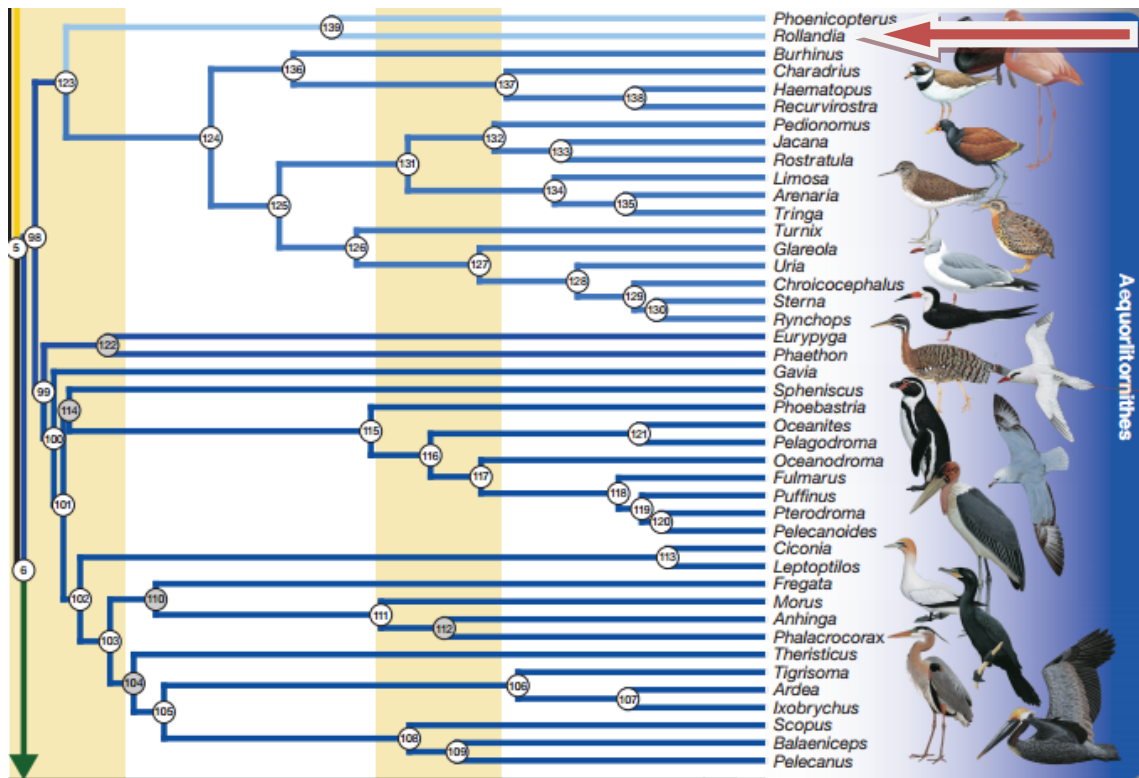 Phoenicopterus
139
Rollandia
Burhinus
136
Charadrius
123
137
Haematopus
138
Recurvirostra
Pedionomus
124
132
Jacana
133
Rostratula
131
Limosa
134
Arenaria
135
125
Tringa
Turnix
98
5
126
Glareola
127
Uria
128
Chroicocephalus
129
Sterna
130
Rynchops
Eurypyga
122
Phaethon
Gavia
99
Spheniscus
114
Phoebastria
115
Oceanites
100
121
Pelagodroma
116
Oceanodroma
117
Fulmarus
118
Puffinus
101
119
Pterodroma
120
Pelecanoides
Ciconia
113
6
Leptoptilos
Fregata
102
110
Morus
111
Anhinga
112
103
Phalacrocorax
Theristicus
Tigrisoma
104
106
Ardea
107
105
Ixobrychus
Scopus
108
Balaeniceps
109
Pelecanus
Aequorlitornithes